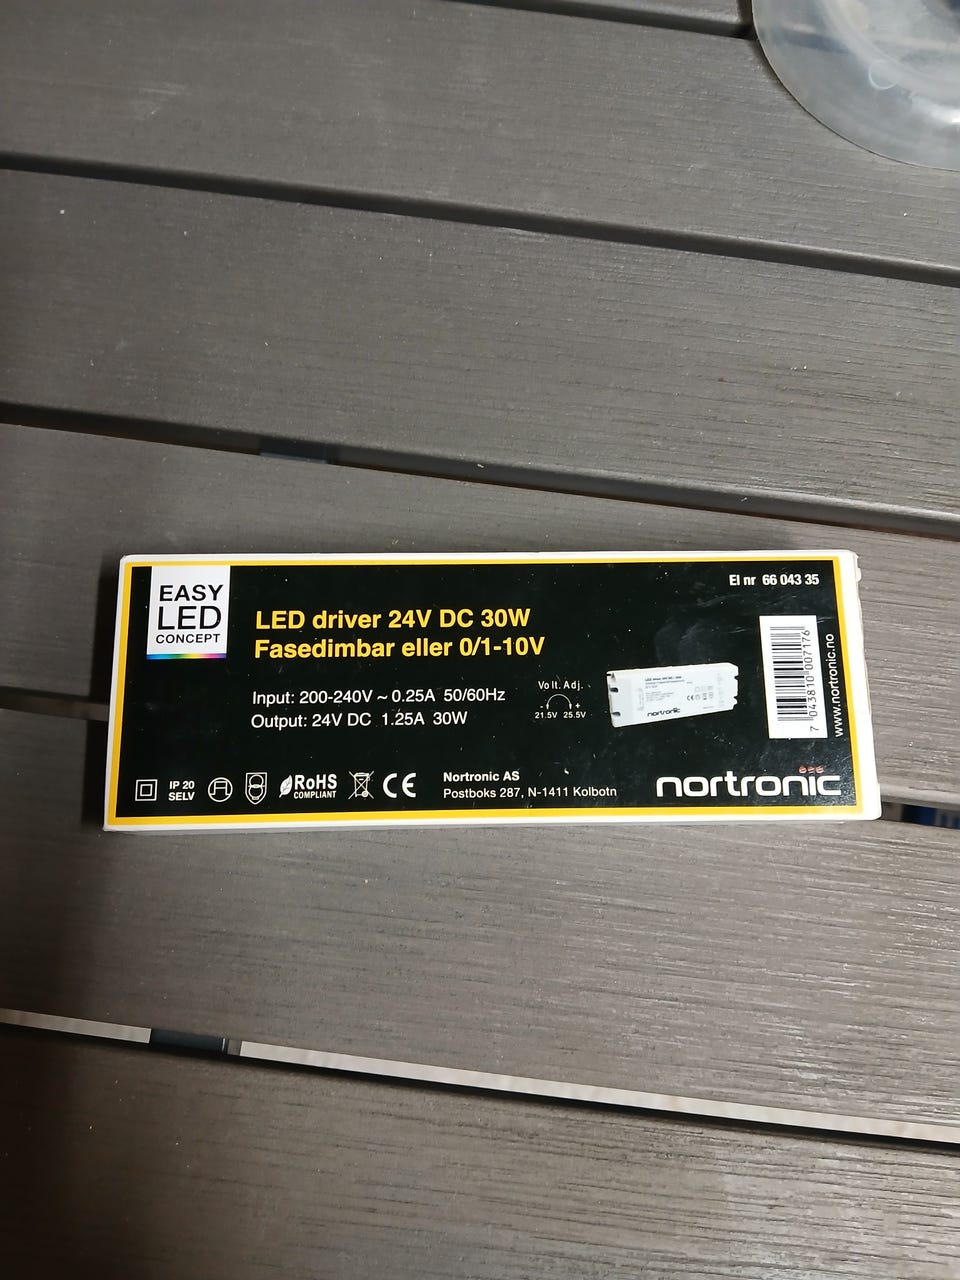 EASY
LED
CONCEPT
El nr 66 043 35
LED driver 24V DC 30W
Fasedimbar eller 0/1-10V
Input: 200-240V ~ 0.25A 50/60Hz
Output: 24V DC 1.25A 30W
Volt. Adj.
- +
21.5V 25.5V
nortronic
7 043810 007176
www.nortronic.no
IP 20
SELV
RoHS
COMPLIANT
CE
Nortronic AS
Postboks 287, N-1411 Kolbotn
nortronic